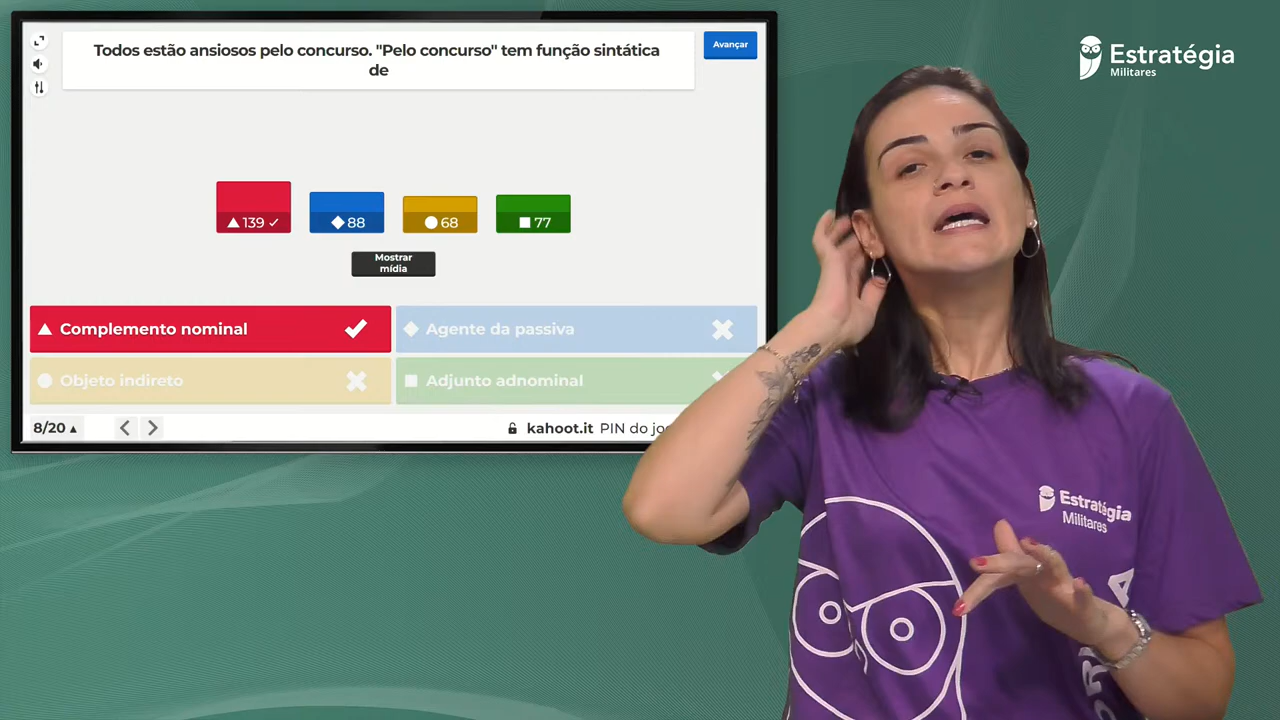 Todos estão ansiosos pelo concurso. "Pelo concurso" tem função sintática
de
Avançar
139
88
68
77
Mostrar
mídia
Complemento nominal
Agente da passiva
Objeto indireto
Adjunto adnominal
8/20
kahoot.it PIN do
Estratégia
Militares
Estratégia
Militares